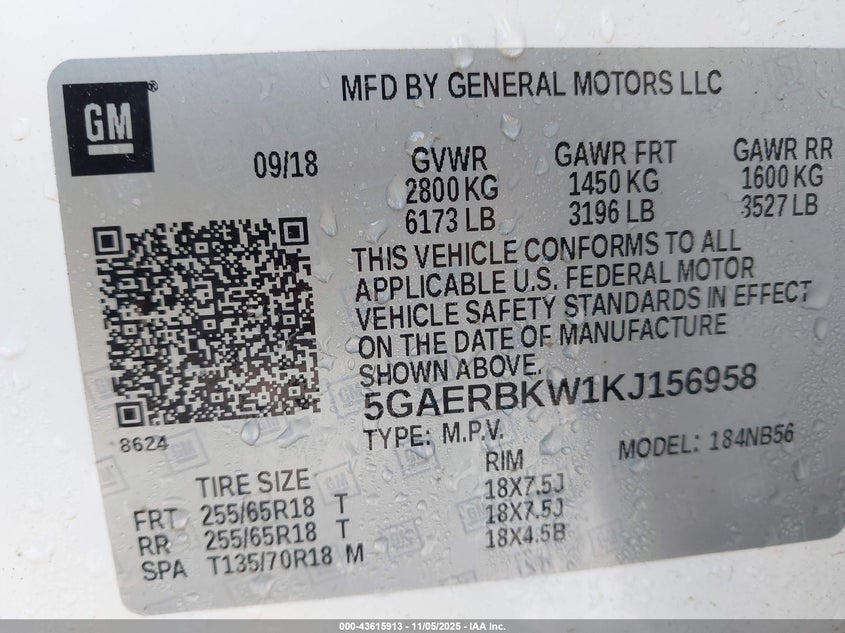 GM
MFD BY GENERAL MOTORS LLC
09/18
GVWR GAWR FRT GAWR RR
2800 KG 1450 KG 1600 KG
6173 LB 3196 LB 3527 LB
THIS VEHICLE CONFORMS TO ALL
APPLICABLE U.S. FEDERAL MOTOR
VEHICLE SAFETY STANDARDS IN EFFECT
ON THE DATE OF MANUFACTURE
SHOWN ABOVE.
5GAERBKW1KJ156958
8624
TYPE: M.P.V. MODEL: 184NB56
TIRE SIZE RIM
FRT 255/65R18 T 18X7.5J
RR 255/65R18 T 18X7.5J
SPA T135/70R18 M 18X4.5B
000-43615913 - 11/05/2025 - IAA Inc.